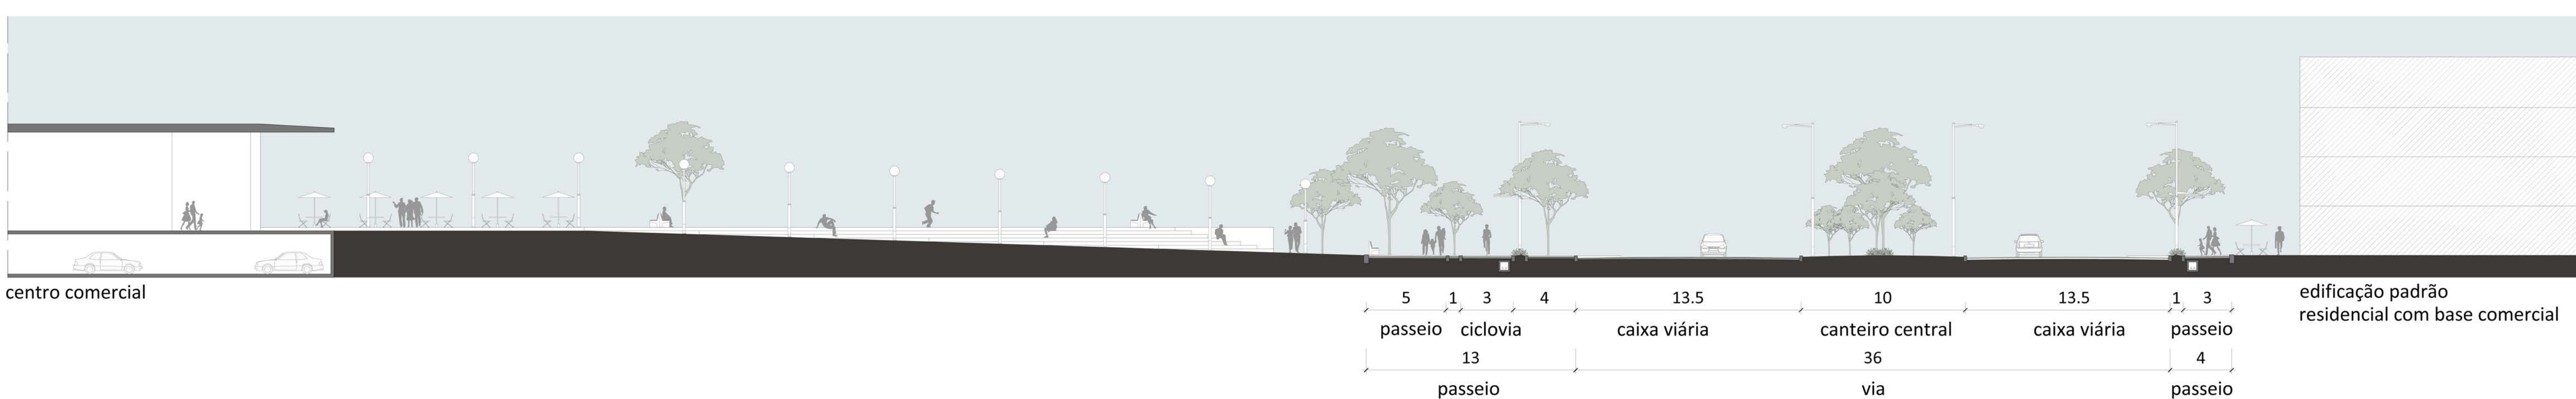 centro comercial
5 1 3 4 13.5 10 13.5 1 3
passeio ciclovia caixa viária canteiro central caixa viária passeio
13 36 4
passeio via passeio
edificação padrão
residencial com base comercial